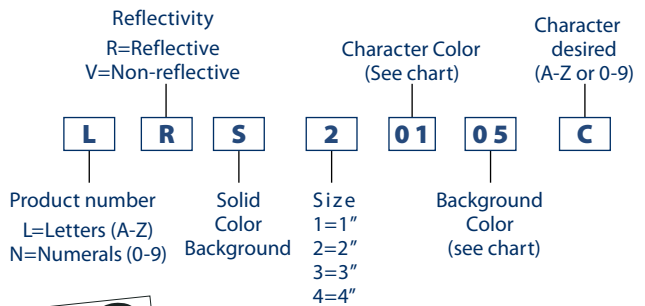 Reflectivity
R=Reflective
V=Non-reflective
Character Color
(See chart)
Character
desired
(A-Z or 0-9)
L R S 2 01 05 C
Product number
L=Letters (A-Z)
N=Numerals (0-9)
Solid
Color
Background
Size
1=1”
2=2”
3=3”
4=4”
Background
Color
(see chart)